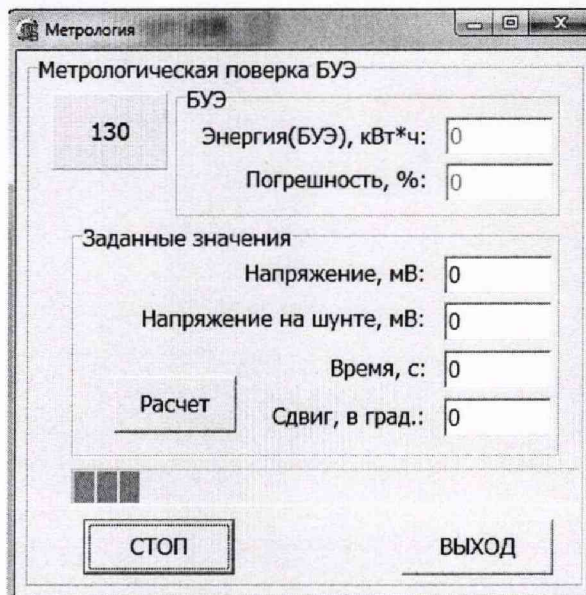 Метрология
Метрологическая поверка БУЭ
БУЭ
130
Энергия(БУЭ), кВт*ч: 0
Погрешность, %: 0
Заданные значения
Напряжение, мВ: 0
Напряжение на шунте, мВ: 0
Время, с: 0
Расчет
Сдвиг, в град.: 0
СТОП
ВЫХОД